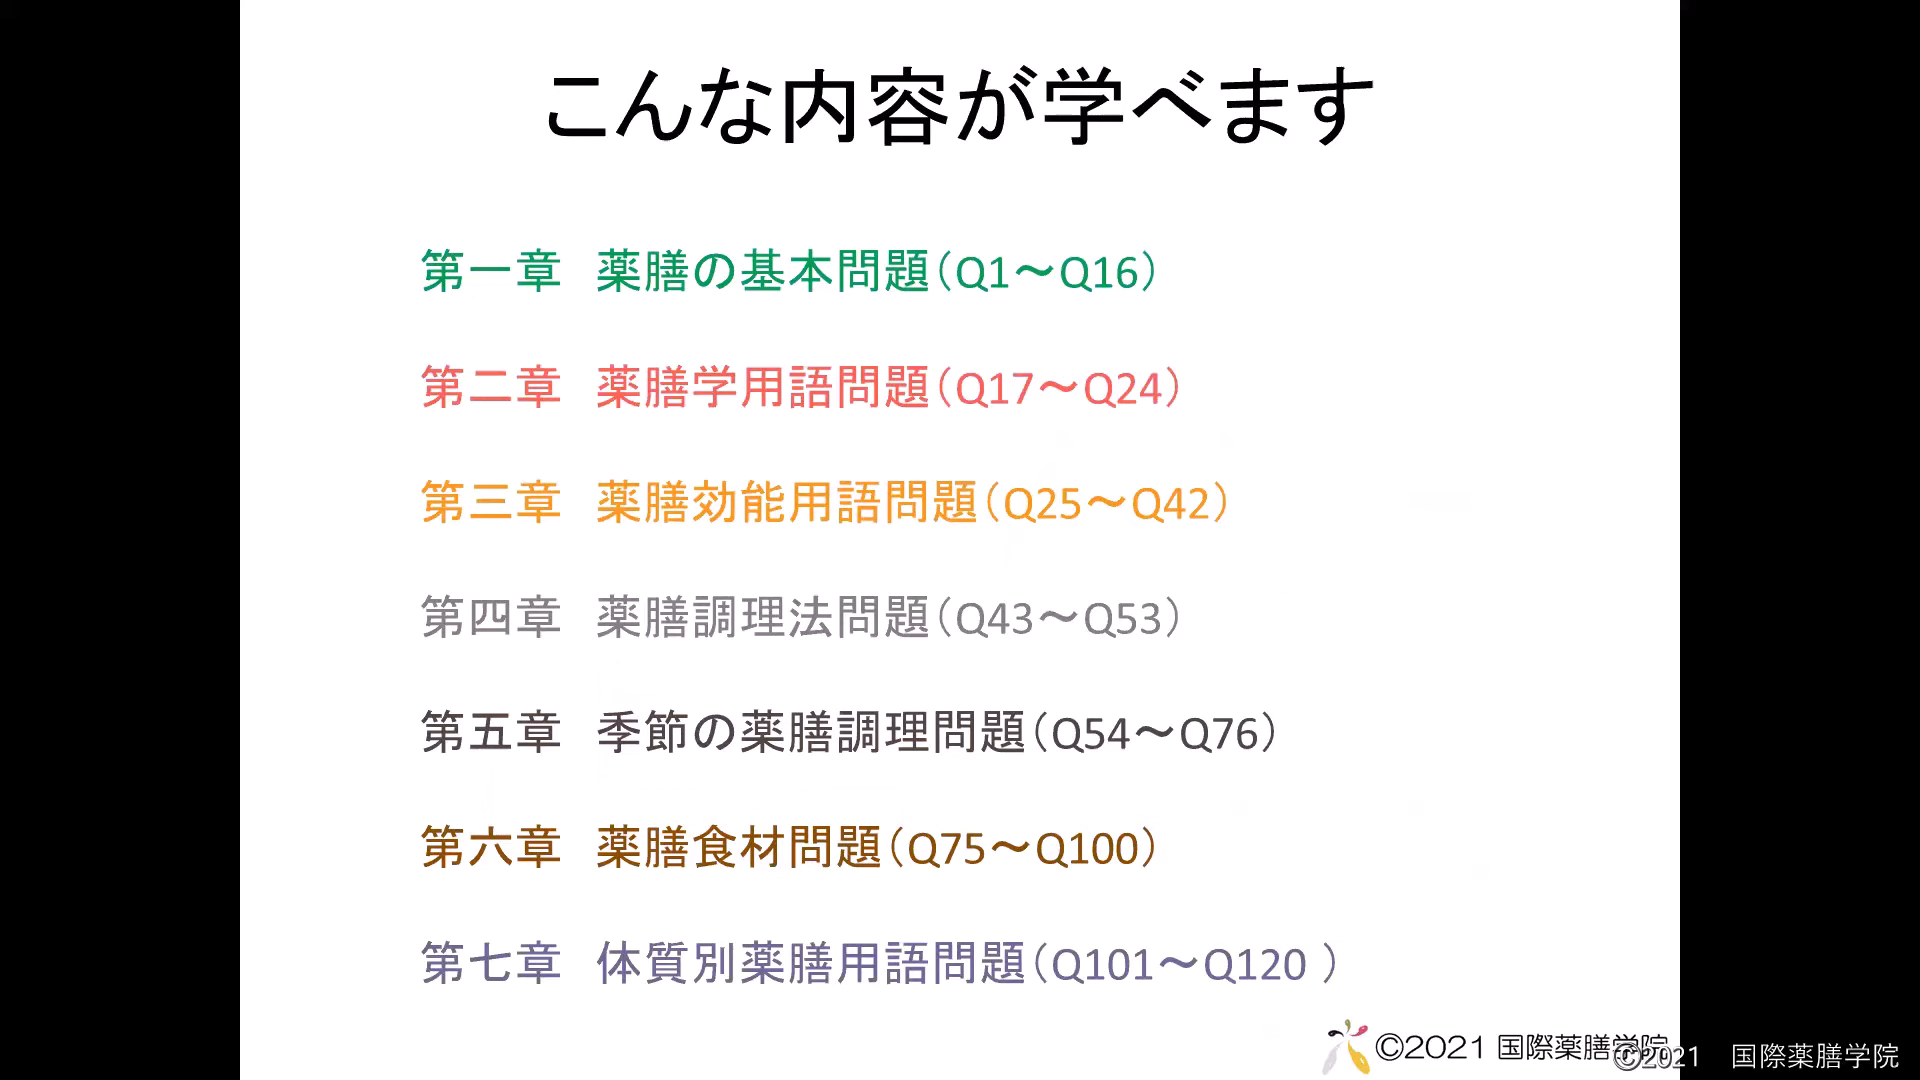 こんな内容が学べます
第一章　薬膳の基本問題（Q1～Q16）
第二章　薬膳学用語問題（Q17～Q24）
第三章　薬膳効能用語問題（Q25～Q42）
第四章　薬膳調理法問題（Q43～Q53）
第五章　季節の薬膳調理問題（Q54～Q76）
第六章　薬膳食材問題（Q75～Q100）
第七章　体質別薬膳用語問題（Q101～Q120 ）
©2021 国際薬膳学院
©2021　国際薬膳学院